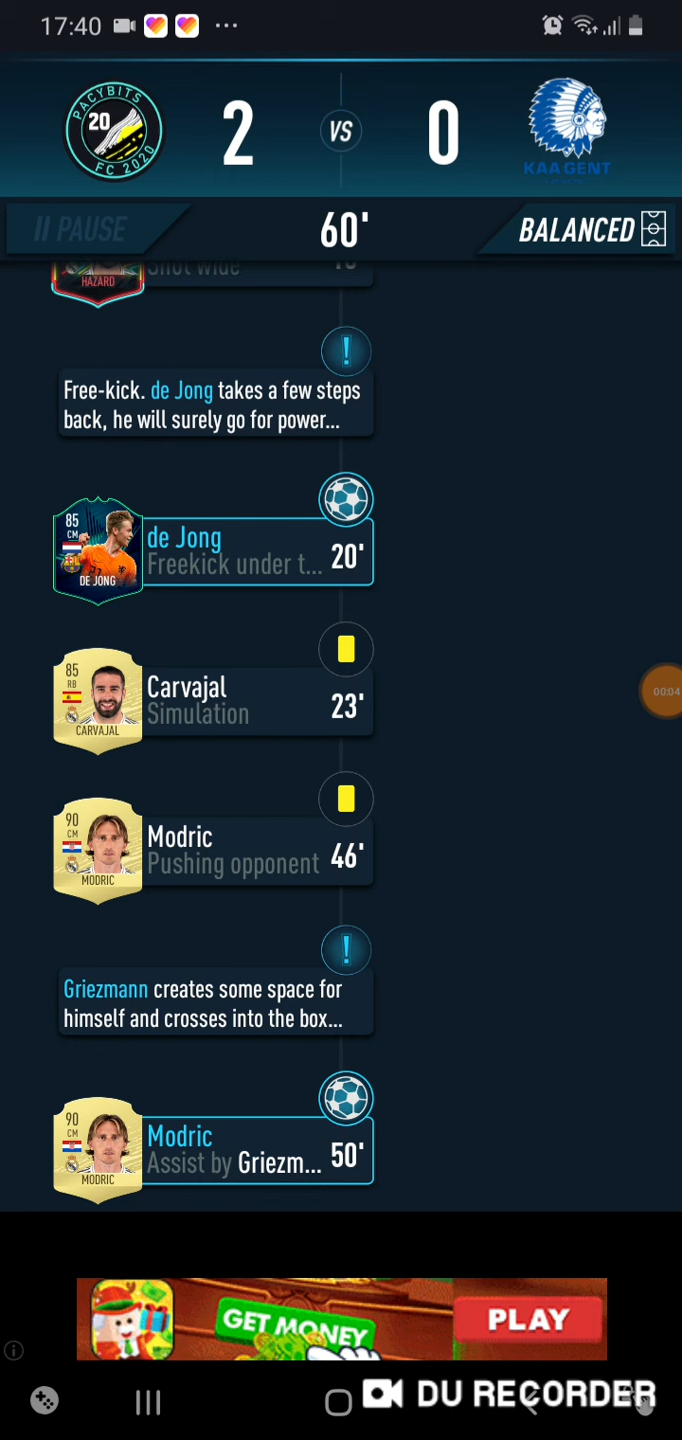 17:40
PACYBITS
20
FC 2020
2
VS
0
KAA GENT
II PAUSE
60'
BALANCED
HAZARD
Shot wide
Free-kick. de Jong takes a few steps
back, he will surely go for power...
85
CM
DE JONG
de Jong
Freekick under t...
20'
85
RB
CARVAJAL
Carvajal
Simulation
23'
90
CM
MODRIC
Modric
Pushing opponent
46'
Griezmann creates some space for
himself and crosses into the box...
90
CM
MODRIC
Modric
Assist by Griezm...
50'
00:04
GET MONEY
PLAY
DU RECORDER